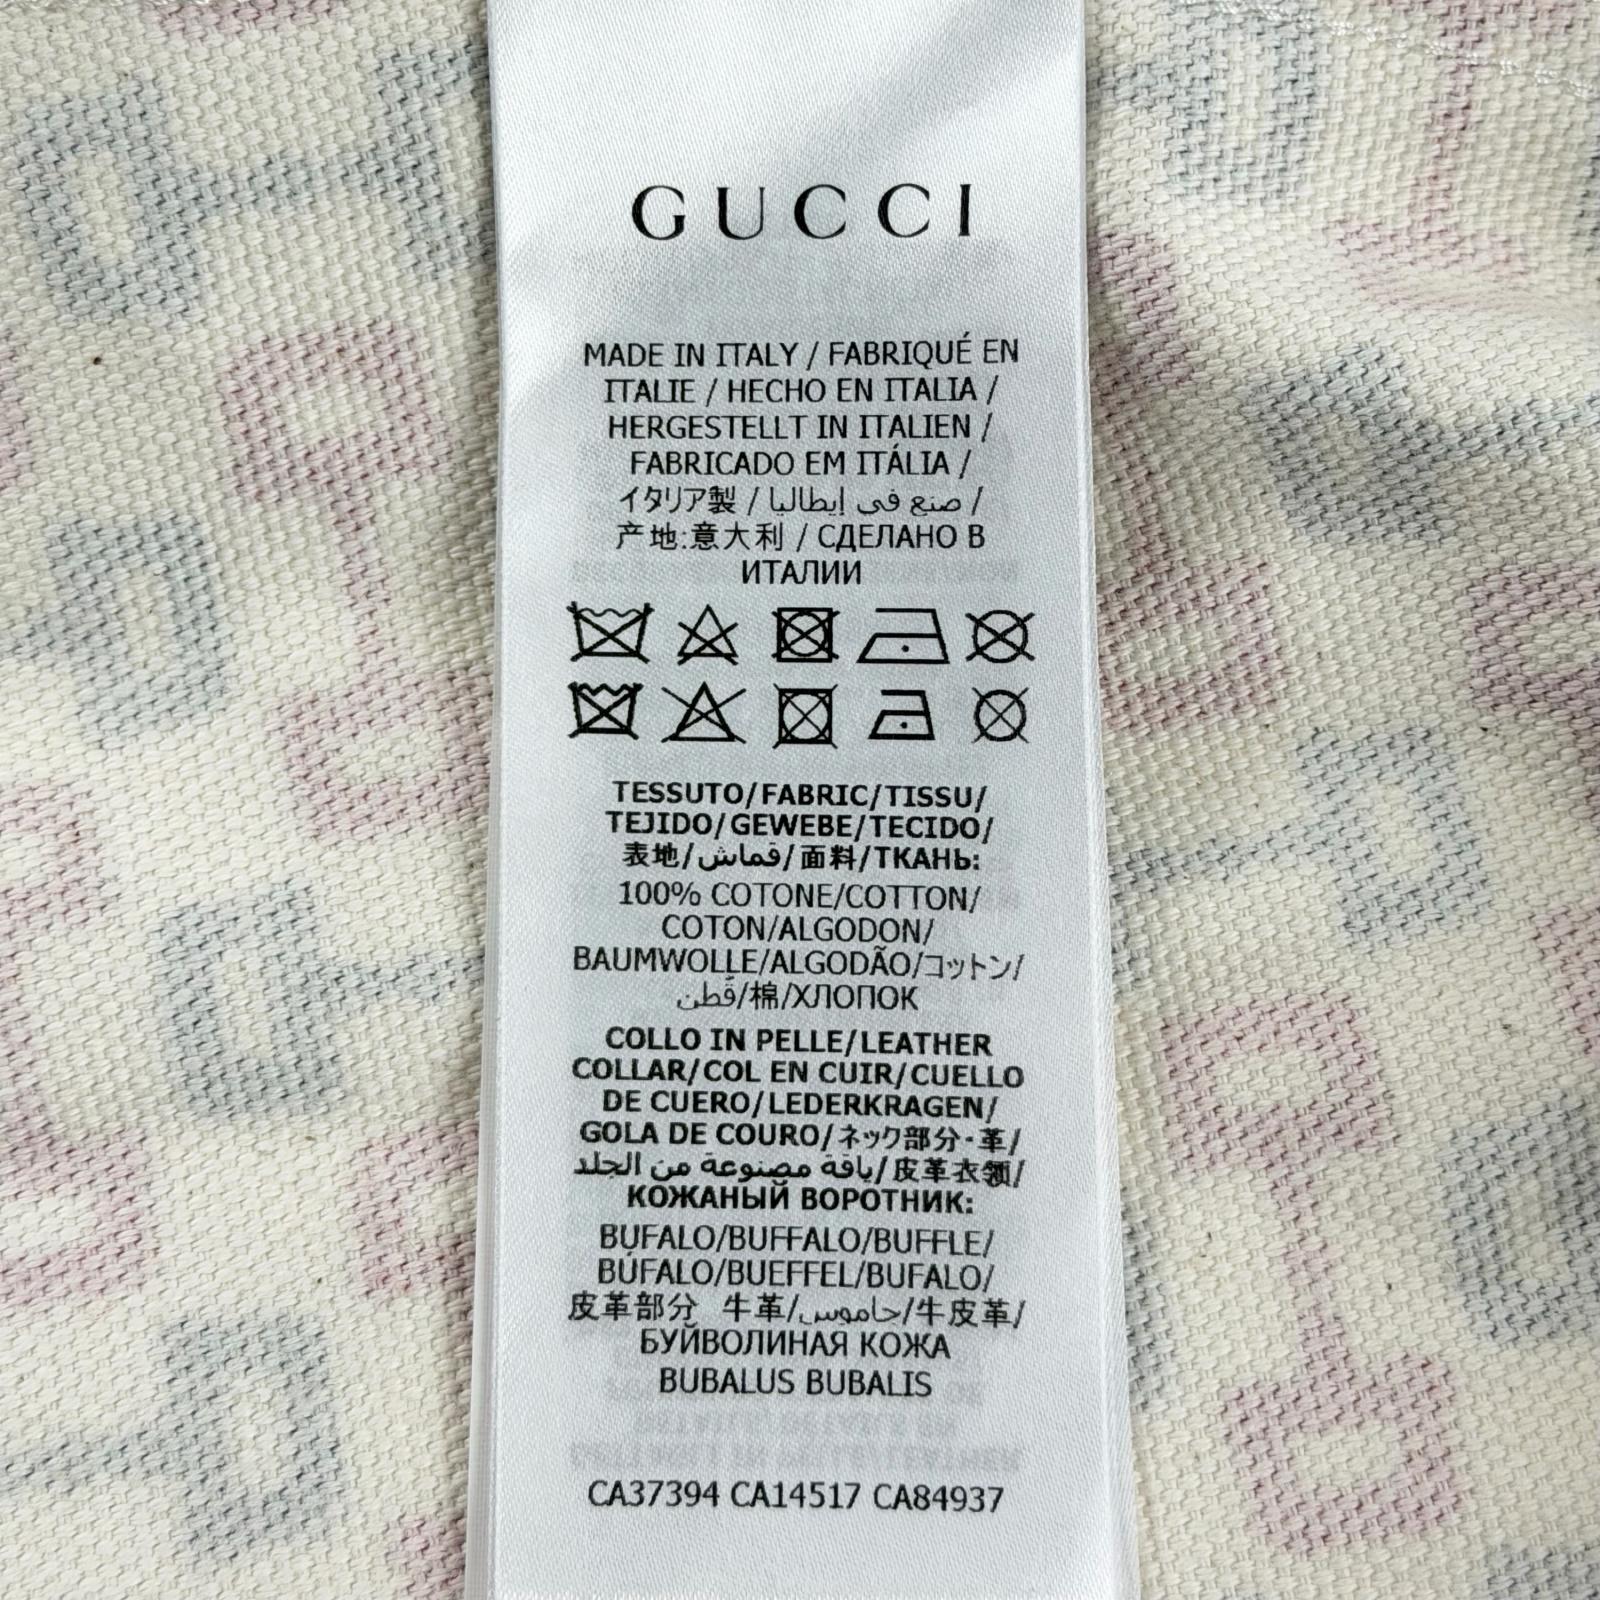 GUCCI
MADE IN ITALY / FABRIQUÉ EN
ITALIE / HECHO EN ITALIA /
HERGESTELLT IN ITALIEN /
FABRICADO EM ITÁLIA /
イタリア製 / صنع في إيطاليا /
产地:意大利 / СДЕЛАНО В
ИТАЛИИ
TESSUTO/FABRIC/TISSU/
TEJIDO/GEWEBE/TECIDO/
表地/قماش/面料/ТКАНЬ:
100% COTONE/COTTON/
COTON/ALGODON/
BAUMWOLLE/ALGODÃO/コットン/
قطن/棉/ХЛОПОК
COLLO IN PELLE/LEATHER
COLLAR/COL EN CUIR/CUELLO
DE CUERO/LEDERKRAGEN/
GOLA DE COURO/ネック部分・革/
ياقة مصنوعة من الجلد/皮革衣领/
КОЖАНЫЙ ВОРОТНИК:
BUFALO/BUFFALO/BUFFLE/
BÚFALO/BUEFFEL/BUFALO/
皮革部分 牛革/جاموس/牛皮革/
БУЙВОЛИНАЯ КОЖА
BUBALUS BUBALIS
CA37394 CA14517 CA84937